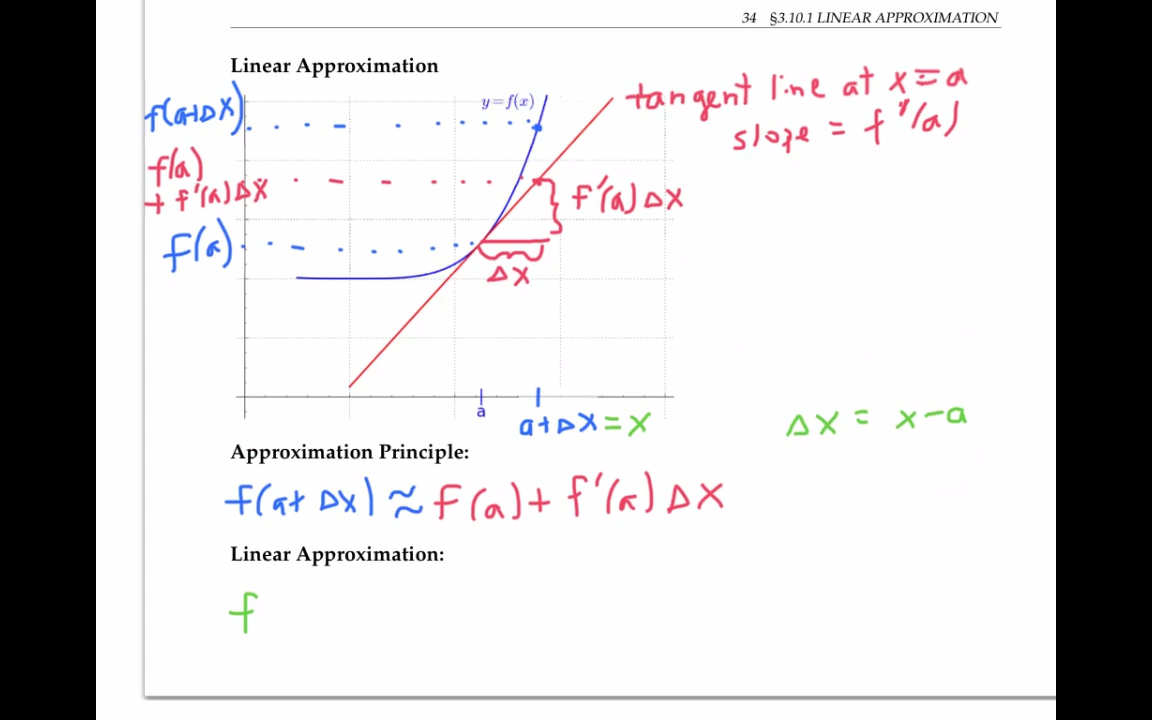 34 §3.10.1 LINEAR APPROXIMATION
Linear Approximation
tangent line at x = a
slope = f'(a)
y=f(x)
f(a+Δx)
f(a)
+ f'(a)Δx
f'(a)Δx
f(a)
Δx
a
a+Δx = x
Δx = x-a
Approximation Principle:
f(a+Δx) ≈ f(a) + f'(a)Δx
Linear Approximation:
f